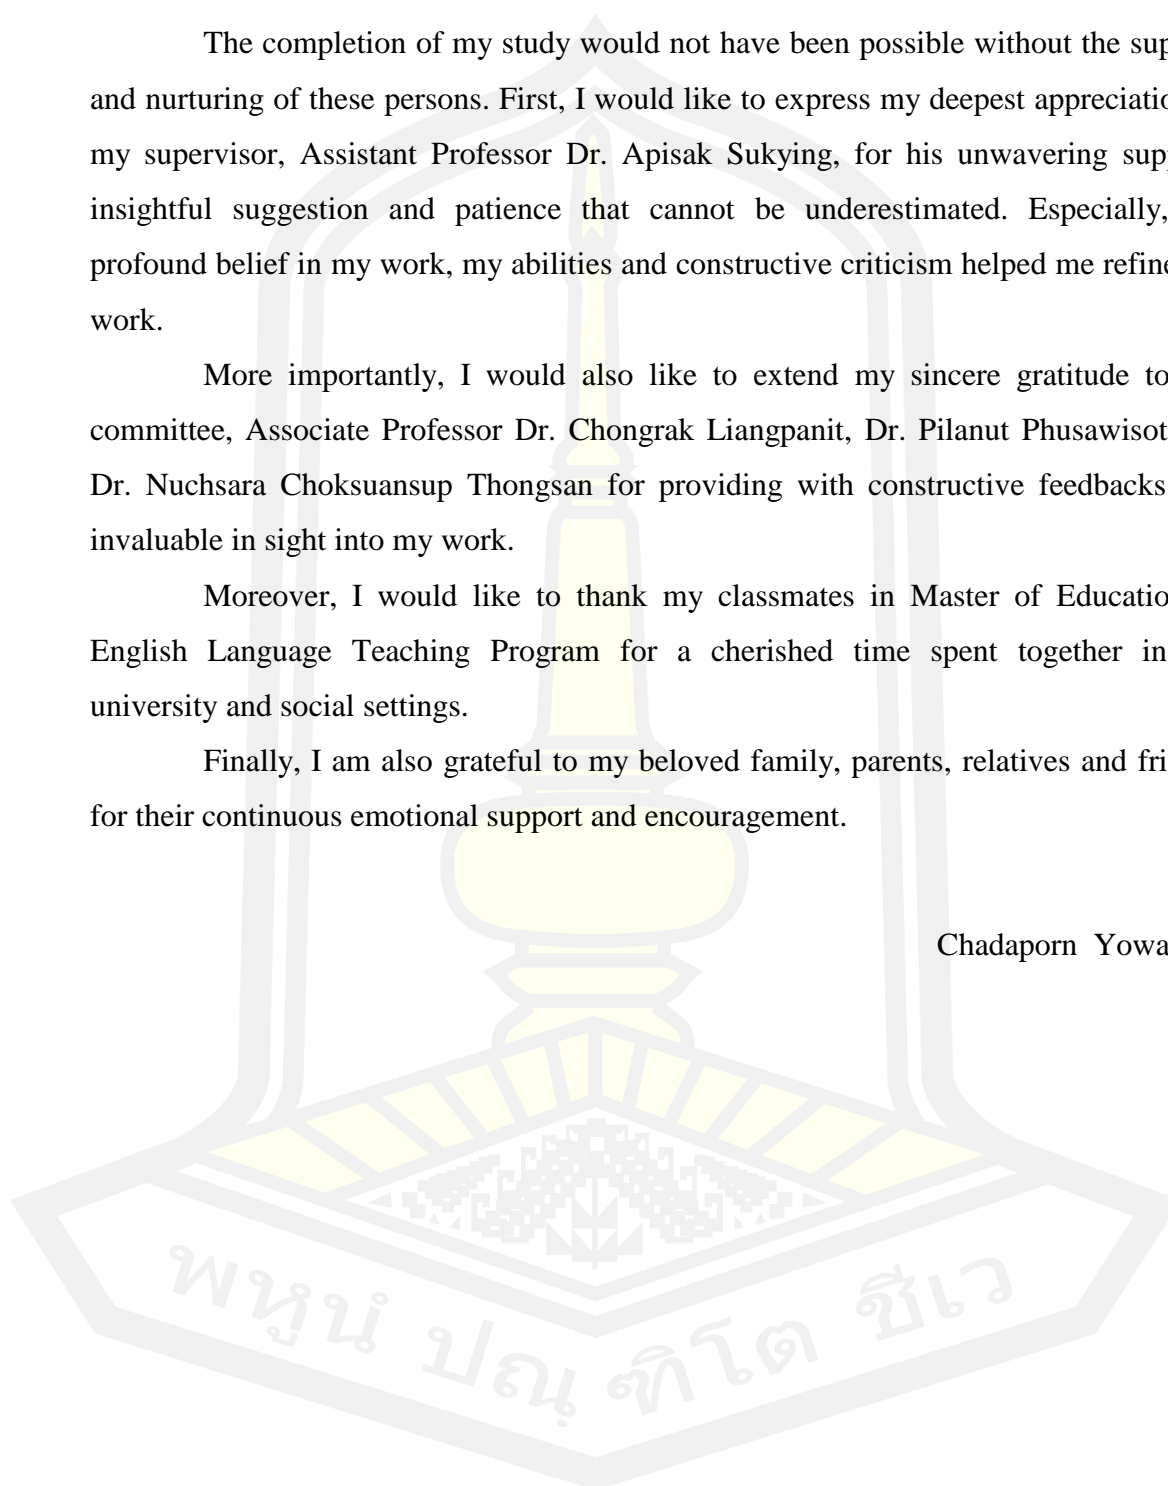 The completion of my study would not have been possible without the sup
and nurturing of these persons. First, I would like to express my deepest appreciatio
my supervisor, Assistant Professor Dr. Apisak Sukying, for his unwavering sup
insightful suggestion and patience that cannot be underestimated. Especially,
profound belief in my work, my abilities and constructive criticism helped me refine
work.
More importantly, I would also like to extend my sincere gratitude to
committee, Associate Professor Dr. Chongrak Liangpanit, Dr. Pilanut Phusawisot
Dr. Nuchsara Choksuansup Thongsan for providing with constructive feedbacks
invaluable in sight into my work.
Moreover, I would like to thank my classmates in Master of Educatio
English Language Teaching Program for a cherished time spent together in
university and social settings.
Finally, I am also grateful to my beloved family, parents, relatives and fri
for their continuous emotional support and encouragement.
Chadaporn Yowa
พหูนํ ปณฺฑิโต ชีเว